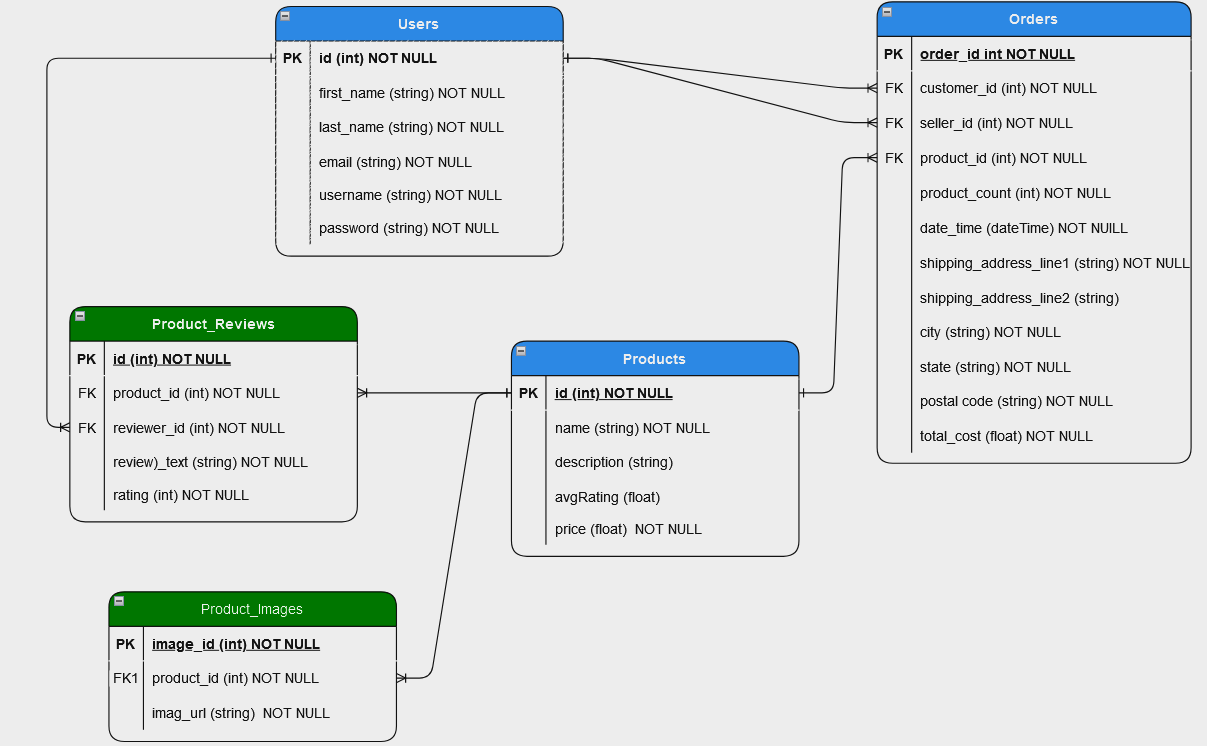 Users
PK id (int) NOT NULL
first_name (string) NOT NULL
last_name (string) NOT NULL
email (string) NOT NULL
username (string) NOT NULL
password (string) NOT NULL
Orders
PK order_id int NOT NULL
FK customer_id (int) NOT NULL
FK seller_id (int) NOT NULL
FK product_id (int) NOT NULL
product_count (int) NOT NULL
date_time (dateTime) NOT NUILL
shipping_address_line1 (string) NOT NULL
shipping_address_line2 (string)
city (string) NOT NULL
state (string) NOT NULL
postal code (string) NOT NULL
total_cost (float) NOT NULL
Product_Reviews
PK id (int) NOT NULL
FK product_id (int) NOT NULL
FK reviewer_id (int) NOT NULL
review)_text (string) NOT NULL
rating (int) NOT NULL
Products
PK id (int) NOT NULL
name (string) NOT NULL
description (string)
avgRating (float)
price (float)  NOT NULL
Product_Images
PK image_id (int) NOT NULL
FK1 product_id (int) NOT NULL
imag_url (string)  NOT NULL